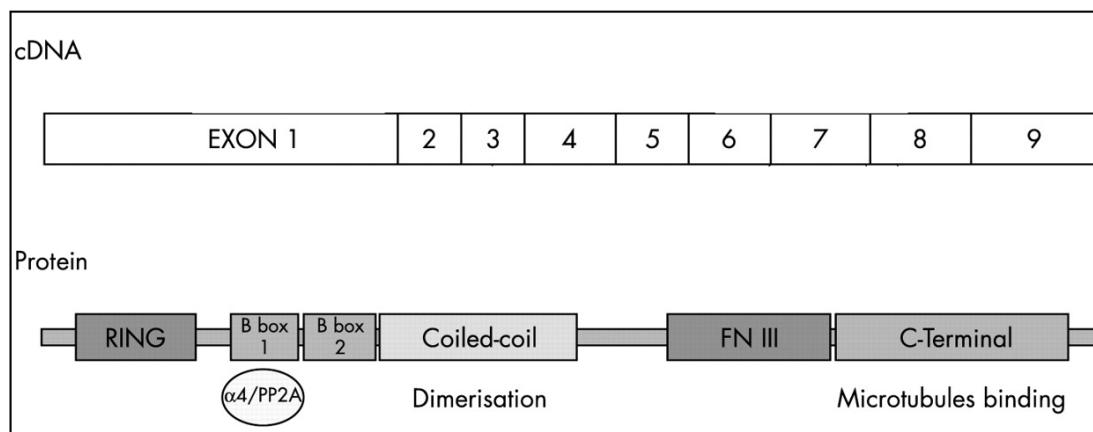 cDNA
EXON 1 2 3 4 5 6 7 8 9
Protein
RING B box 1 B box 2 Coiled-coil FN III C-Terminal
α4/PP2A Dimerisation Microtubules binding